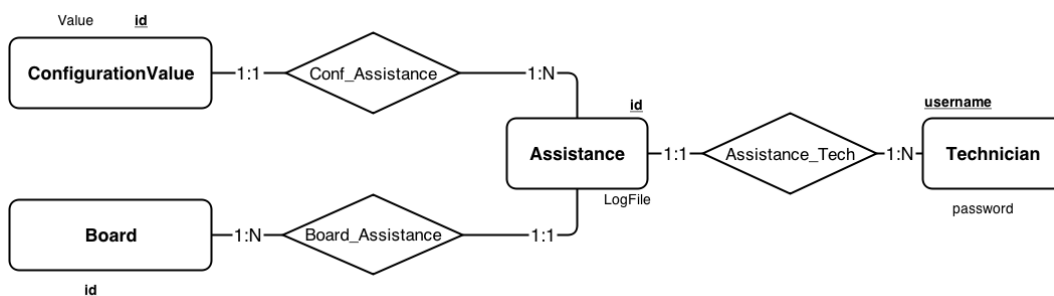 Value id
ConfigurationValue 1:1 Conf_Assistance 1:N
id
username
Assistance 1:1 Assistance_Tech 1:N Technician
LogFile
password
Board 1:N Board_Assistance 1:1
id